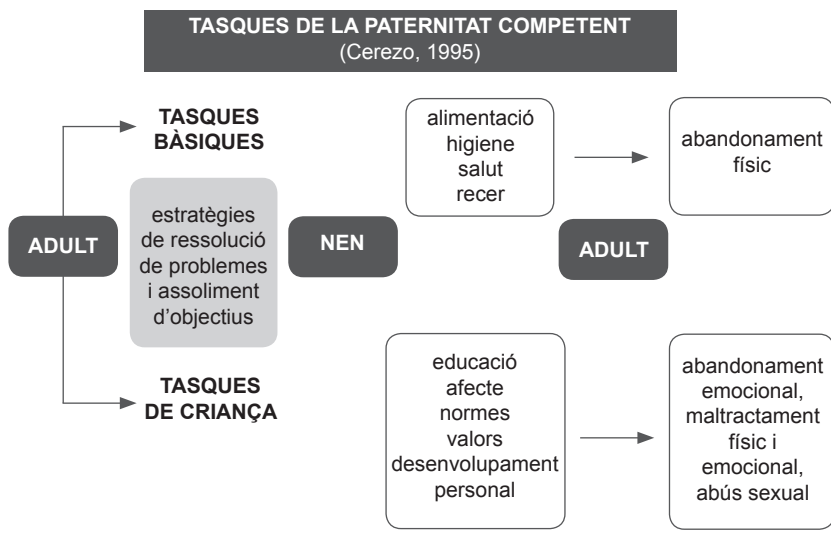 TASQUES DE LA PATERNITAT COMPETENT
(Cerezo, 1995)
TASQUES
BÀSIQUES
ADULT
estratègies
de ressolució
de problemes
i assoliment
d’objectius
NEN
TASQUES
DE CRIANÇA
alimentació
higiene
salut
recer
abandonament
físic
ADULT
educació
afecte
normes
valors
desenvolupament
personal
abandonament
emocional,
maltractament
físic i
emocional,
abús sexual